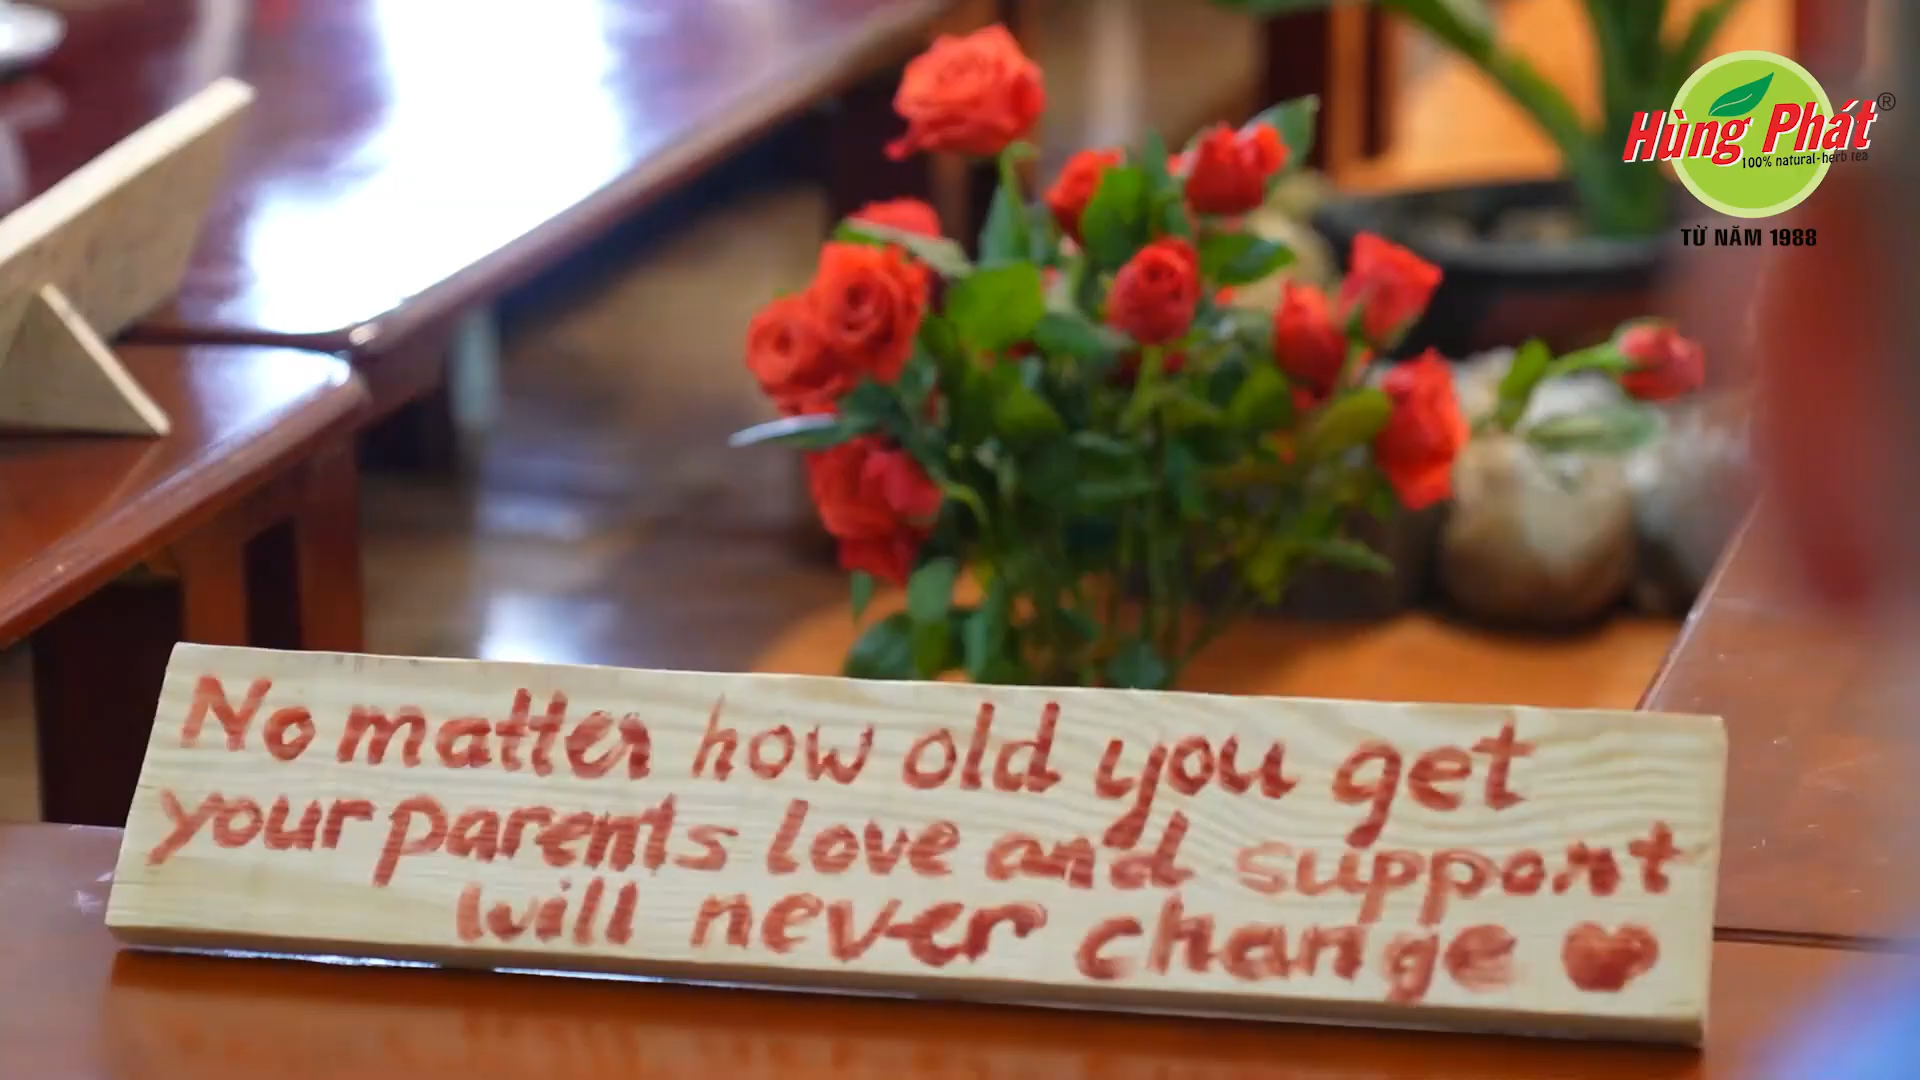 Hùng Phát ®
100% natural-herb tea
TỪ NĂM 1988
No matter how old you get
your parents love and support
will never change ❤